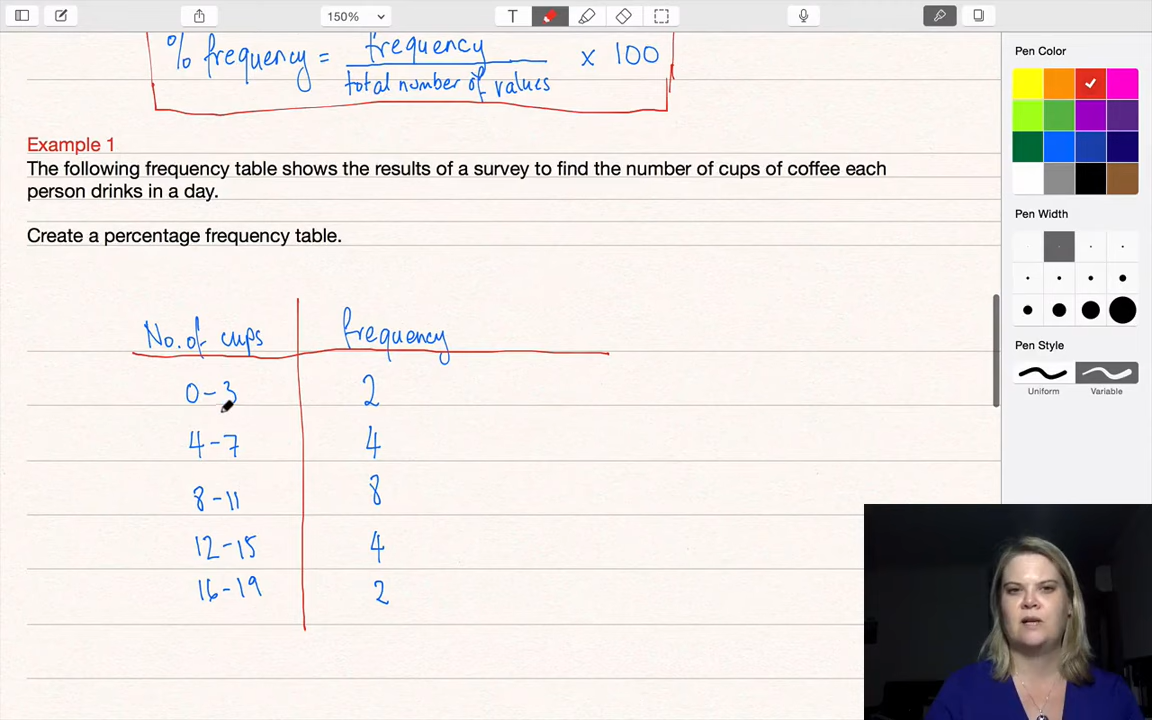 150%
T
% frequency = frequency / total number of values x 100
Pen Color
Example 1
The following frequency table shows the results of a survey to find the number of cups of coffee each
person drinks in a day.
Create a percentage frequency table.
Pen Width
Pen Style
Uniform Variable
No. of cups frequency
0-3 2
4-7 4
8-11 8
12-15 4
16-19 2